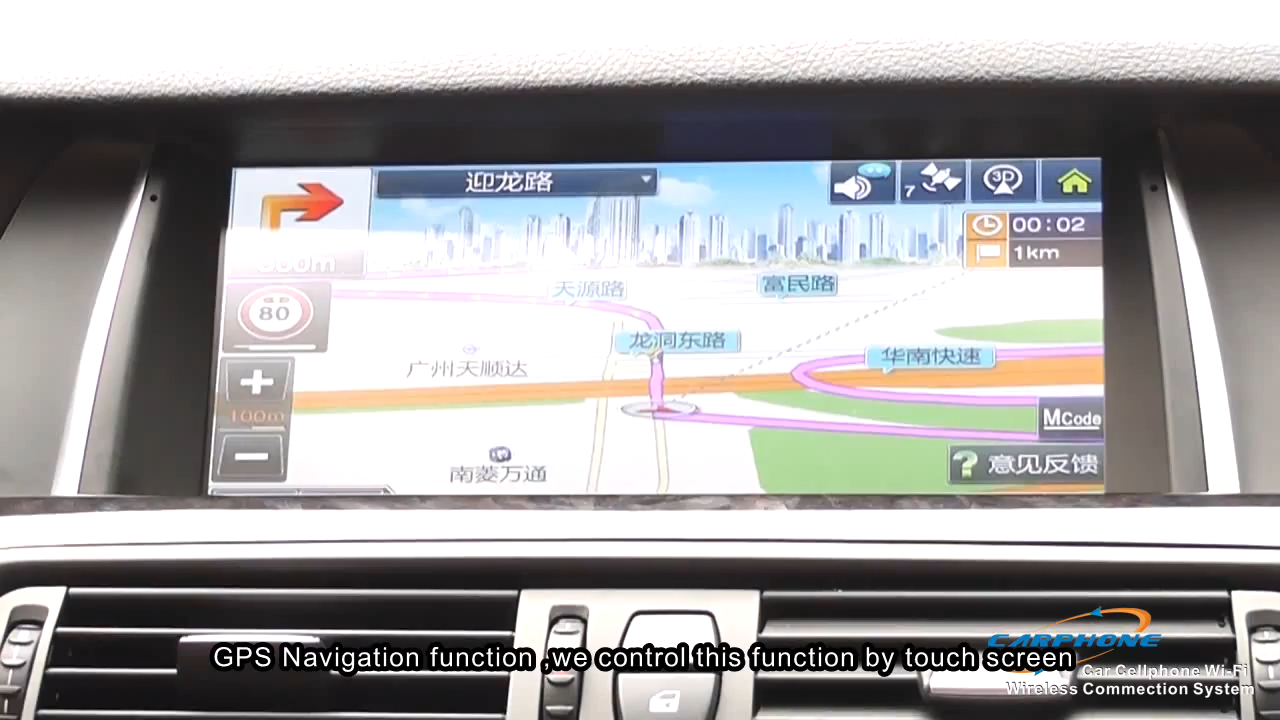 迎龙路
7
3D
00:02
1km
天源路
富民路
80
龙洞东路
华南快速
广州天顺达
100m
MCode
南菱万通
意见反馈
CARPHONE
GPS Navigation function ,we control this function by touch screen
Car Cellphone Wi-Fi
Wireless Commection System